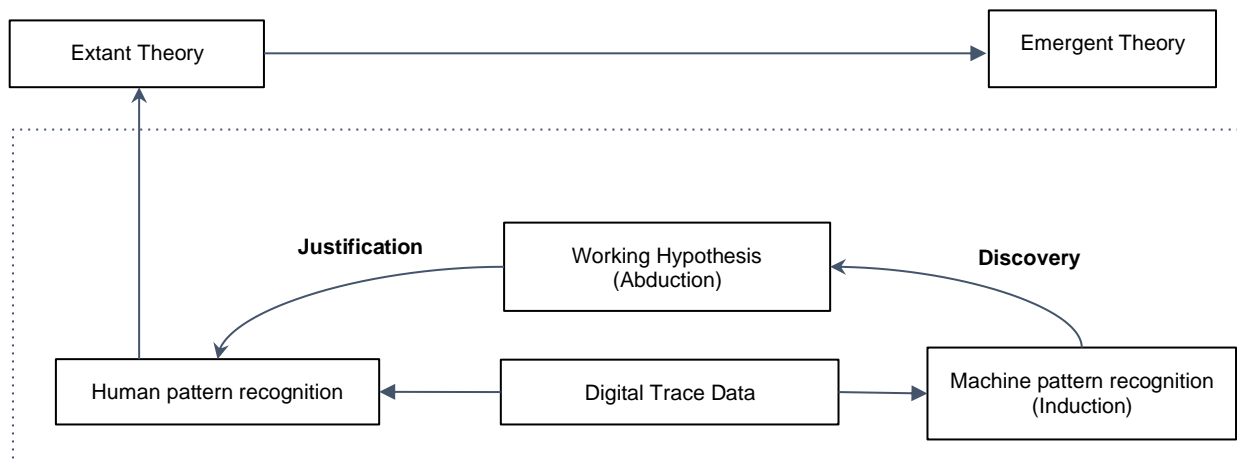 Extant Theory
Emergent Theory
Justification
Working Hypothesis
(Abduction)
Discovery
Human pattern recognition
Digital Trace Data
Machine pattern recognition
(Induction)